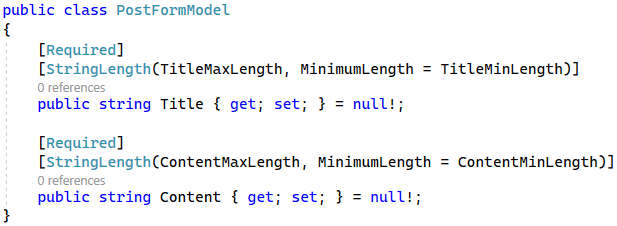 public class PostFormModel
{
[Required]
[StringLength(TitleMaxLength, MinimumLength = TitleMinLength)]
0 references
public string Title { get; set; } = null!;
[Required]
[StringLength(ContentMaxLength, MinimumLength = ContentMinLength)]
0 references
public string Content { get; set; } = null!;
}